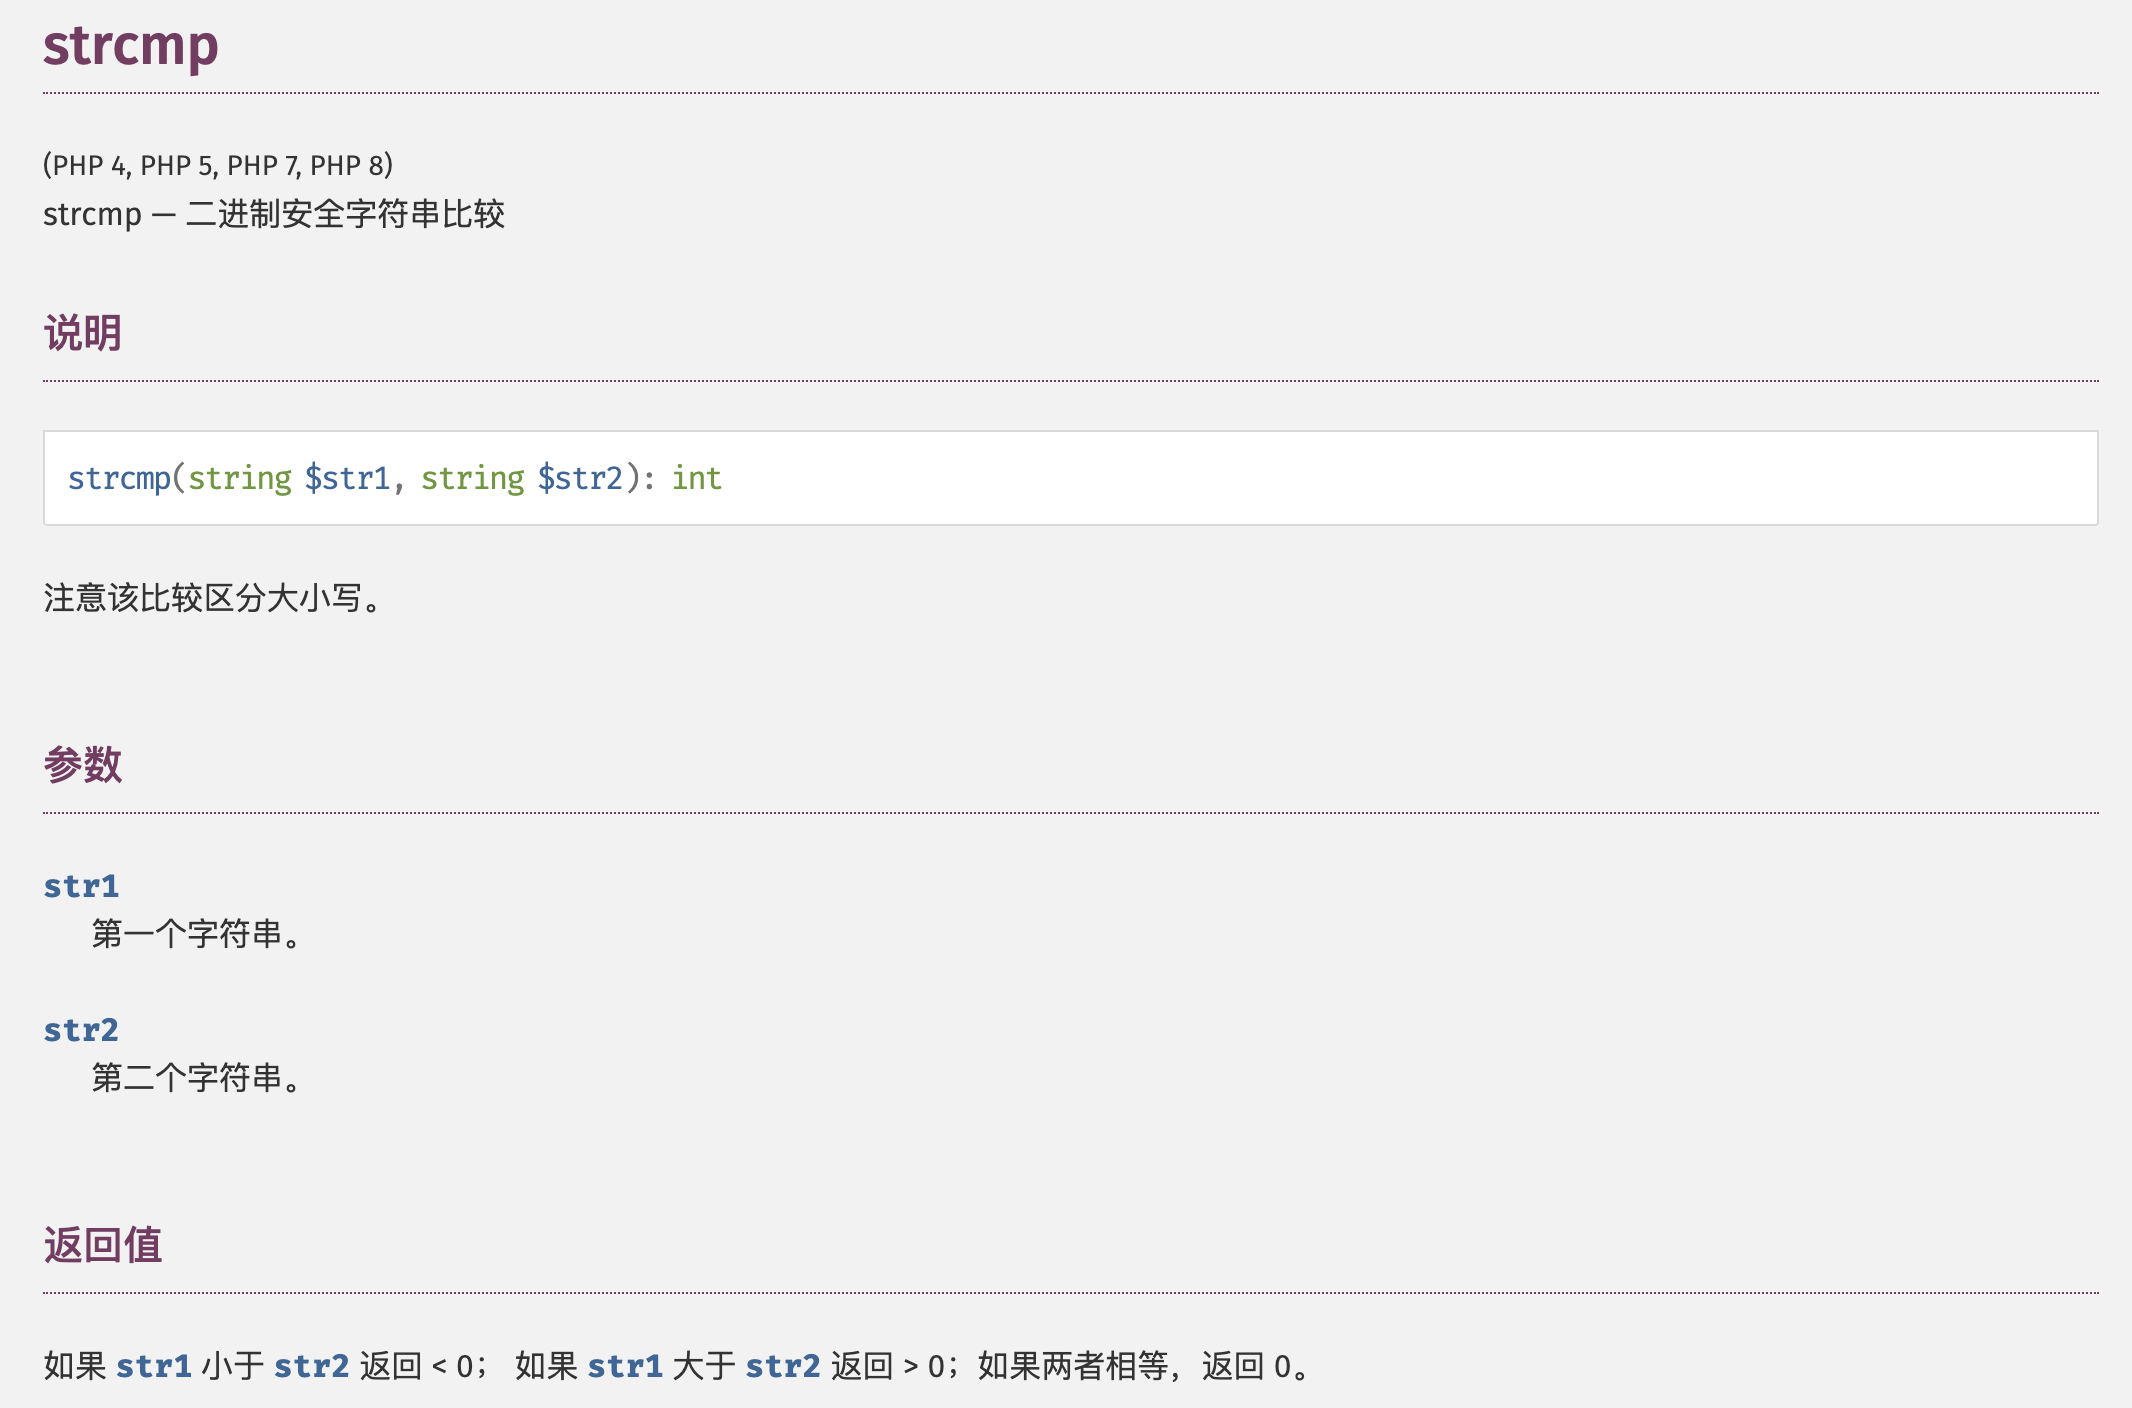 strcmp
(PHP 4, PHP 5, PHP 7, PHP 8)
strcmp — 二进制安全字符串比较
说明
strcmp(string $str1, string $str2): int
注意该比较区分大小写。
参数
str1
第一个字符串。
str2
第二个字符串。
返回值
如果 str1 小于 str2 返回 < 0； 如果 str1 大于 str2 返回 > 0；如果两者相等，返回 0。